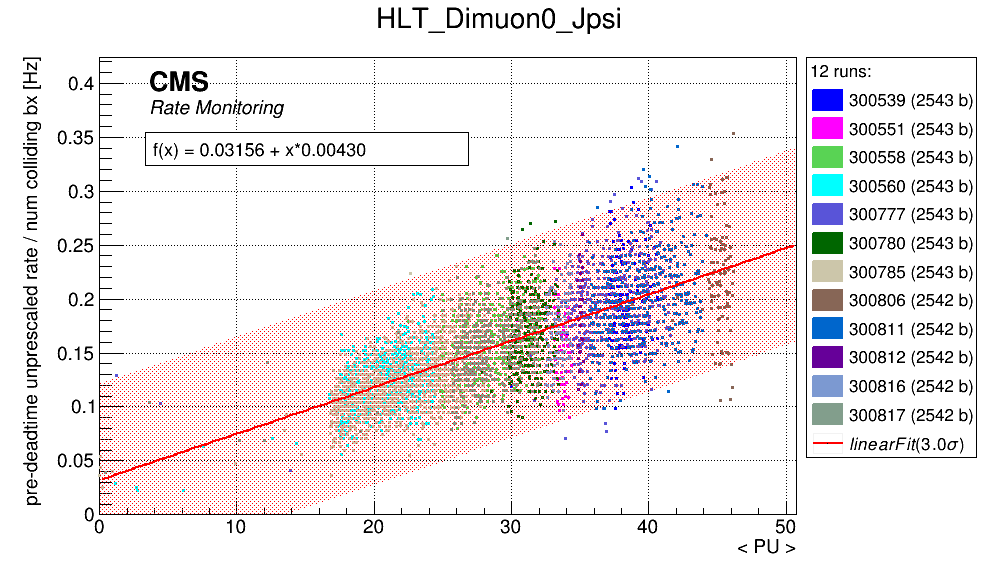 HLT_Dimuon0_Jpsi
pre-deadtime unprescaled rate / num colliding bx [Hz]
CMS
Rate Monitoring
f(x) = 0.03156 + x*0.00430
0.4
0.35
0.3
0.25
0.2
0.15
0.1
0.05
0
0 10 20 30 40 50
< PU >
12 runs:
300539 (2543 b)
300551 (2543 b)
300558 (2543 b)
300560 (2543 b)
300777 (2543 b)
300780 (2543 b)
300785 (2543 b)
300806 (2542 b)
300811 (2542 b)
300812 (2542 b)
300816 (2542 b)
300817 (2542 b)
linearFit(3.0σ)